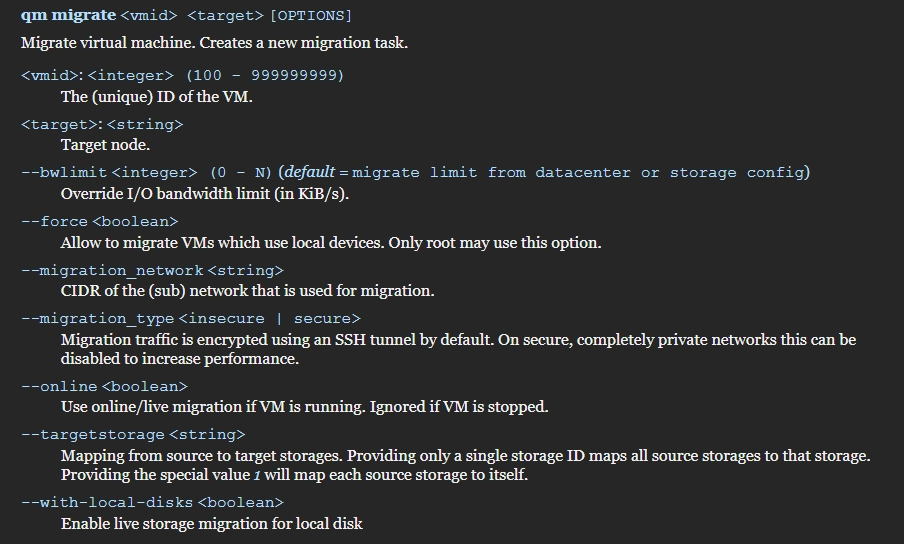 qm migrate <vmid> <target> [OPTIONS]
Migrate virtual machine. Creates a new migration task.
<vmid>: <integer> (100 - 999999999)
The (unique) ID of the VM.
<target>: <string>
Target node.
--bwlimit <integer> (0 - N) (default = migrate limit from datacenter or storage config)
Override I/O bandwidth limit (in KiB/s).
--force <boolean>
Allow to migrate VMs which use local devices. Only root may use this option.
--migration_network <string>
CIDR of the (sub) network that is used for migration.
--migration_type <insecure | secure>
Migration traffic is encrypted using an SSH tunnel by default. On secure, completely private networks this can be
disabled to increase performance.
--online <boolean>
Use online/live migration if VM is running. Ignored if VM is stopped.
--targetstorage <string>
Mapping from source to target storages. Providing only a single storage ID maps all source storages to that storage.
Providing the special value 1 will map each source storage to itself.
--with-local-disks <boolean>
Enable live storage migration for local disk